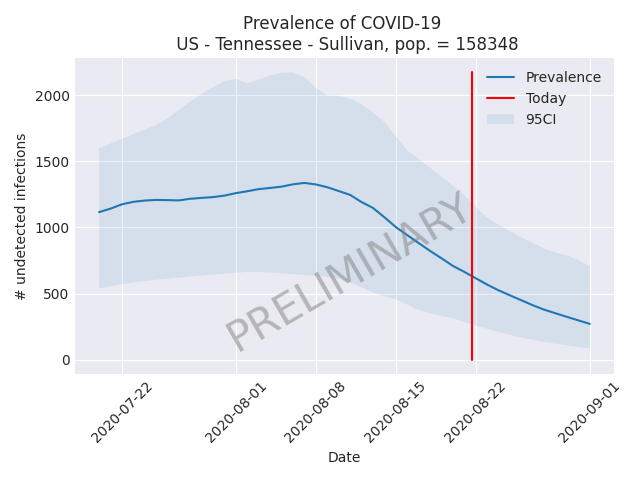 Prevalence of COVID-19
US - Tennessee - Sullivan, pop. = 158348
Prevalence
Today
95CI
2000
1500
1000
500
0
# undetected infections
PRELIMINARY
2020-07-22
2020-08-01
2020-08-08
2020-08-15
2020-08-22
2020-09-01
Date